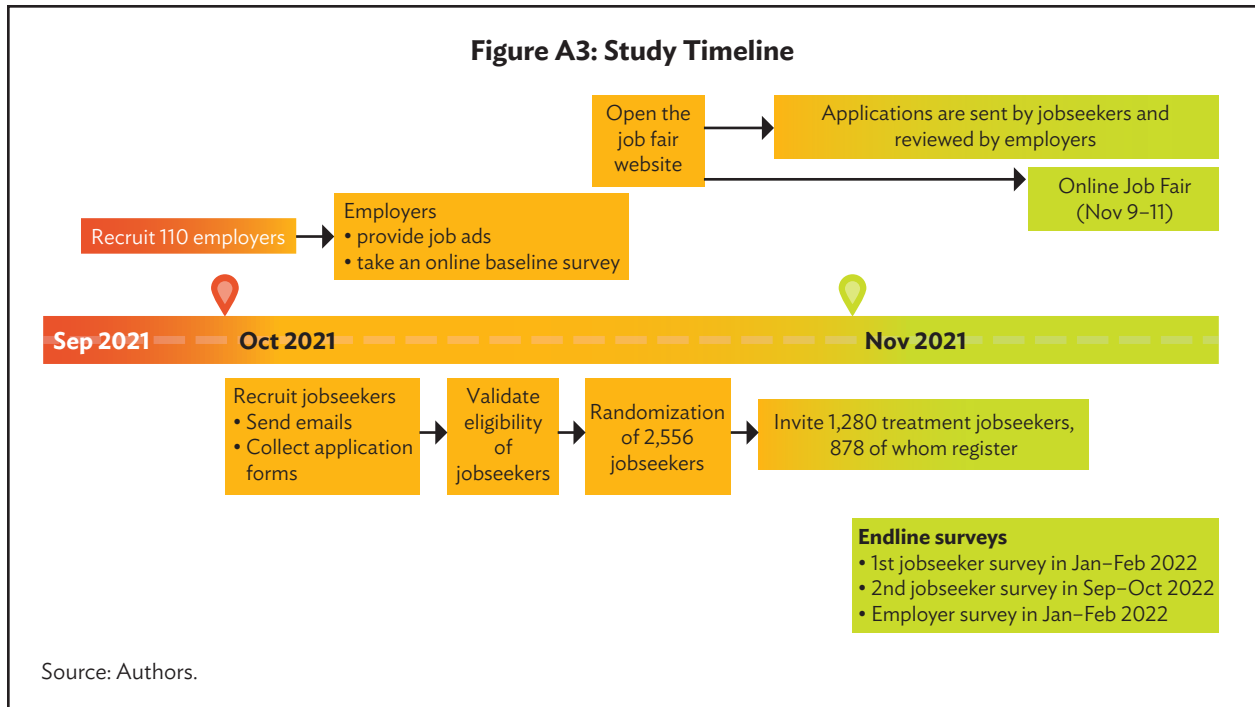 Figure A3: Study Timeline
Open the
job fair
website
Applications are sent by jobseekers and
reviewed by employers
Online Job Fair
(Nov 9–11)
Recruit 110 employers
Employers
• provide job ads
• take an online baseline survey
Sep 2021
Oct 2021
Nov 2021
Recruit jobseekers
• Send emails
• Collect application
forms
Validate
eligibility
of
jobseekers
Randomization
of 2,556
jobseekers
Invite 1,280 treatment jobseekers,
878 of whom register
Endline surveys
• 1st jobseeker survey in Jan–Feb 2022
• 2nd jobseeker survey in Sep–Oct 2022
• Employer survey in Jan–Feb 2022
Source: Authors.